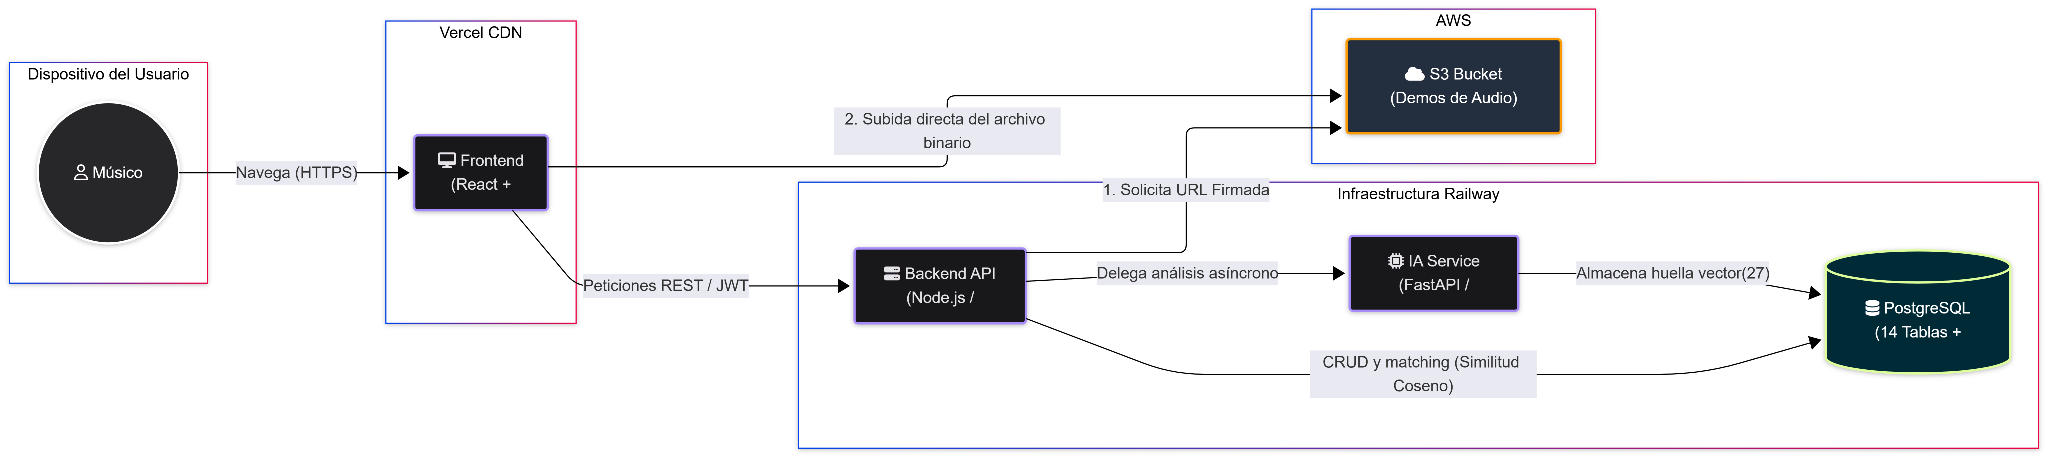 Dispositivo del Usuario
Músico
Navega (HTTPS)
Vercel CDN
Frontend
(React +
2. Subida directa del archivo
binario
Peticiones REST / JWT
AWS
S3 Bucket
(Demos de Audio)
1. Solicita URL Firmada
Infraestructura Railway
Backend API
(Node.js /
Delega análisis asíncrono
IA Service
(FastAPI /
Almacena huella vector(27)
CRUD y matching (Similitud
Coseno)
PostgreSQL
(14 Tablas +